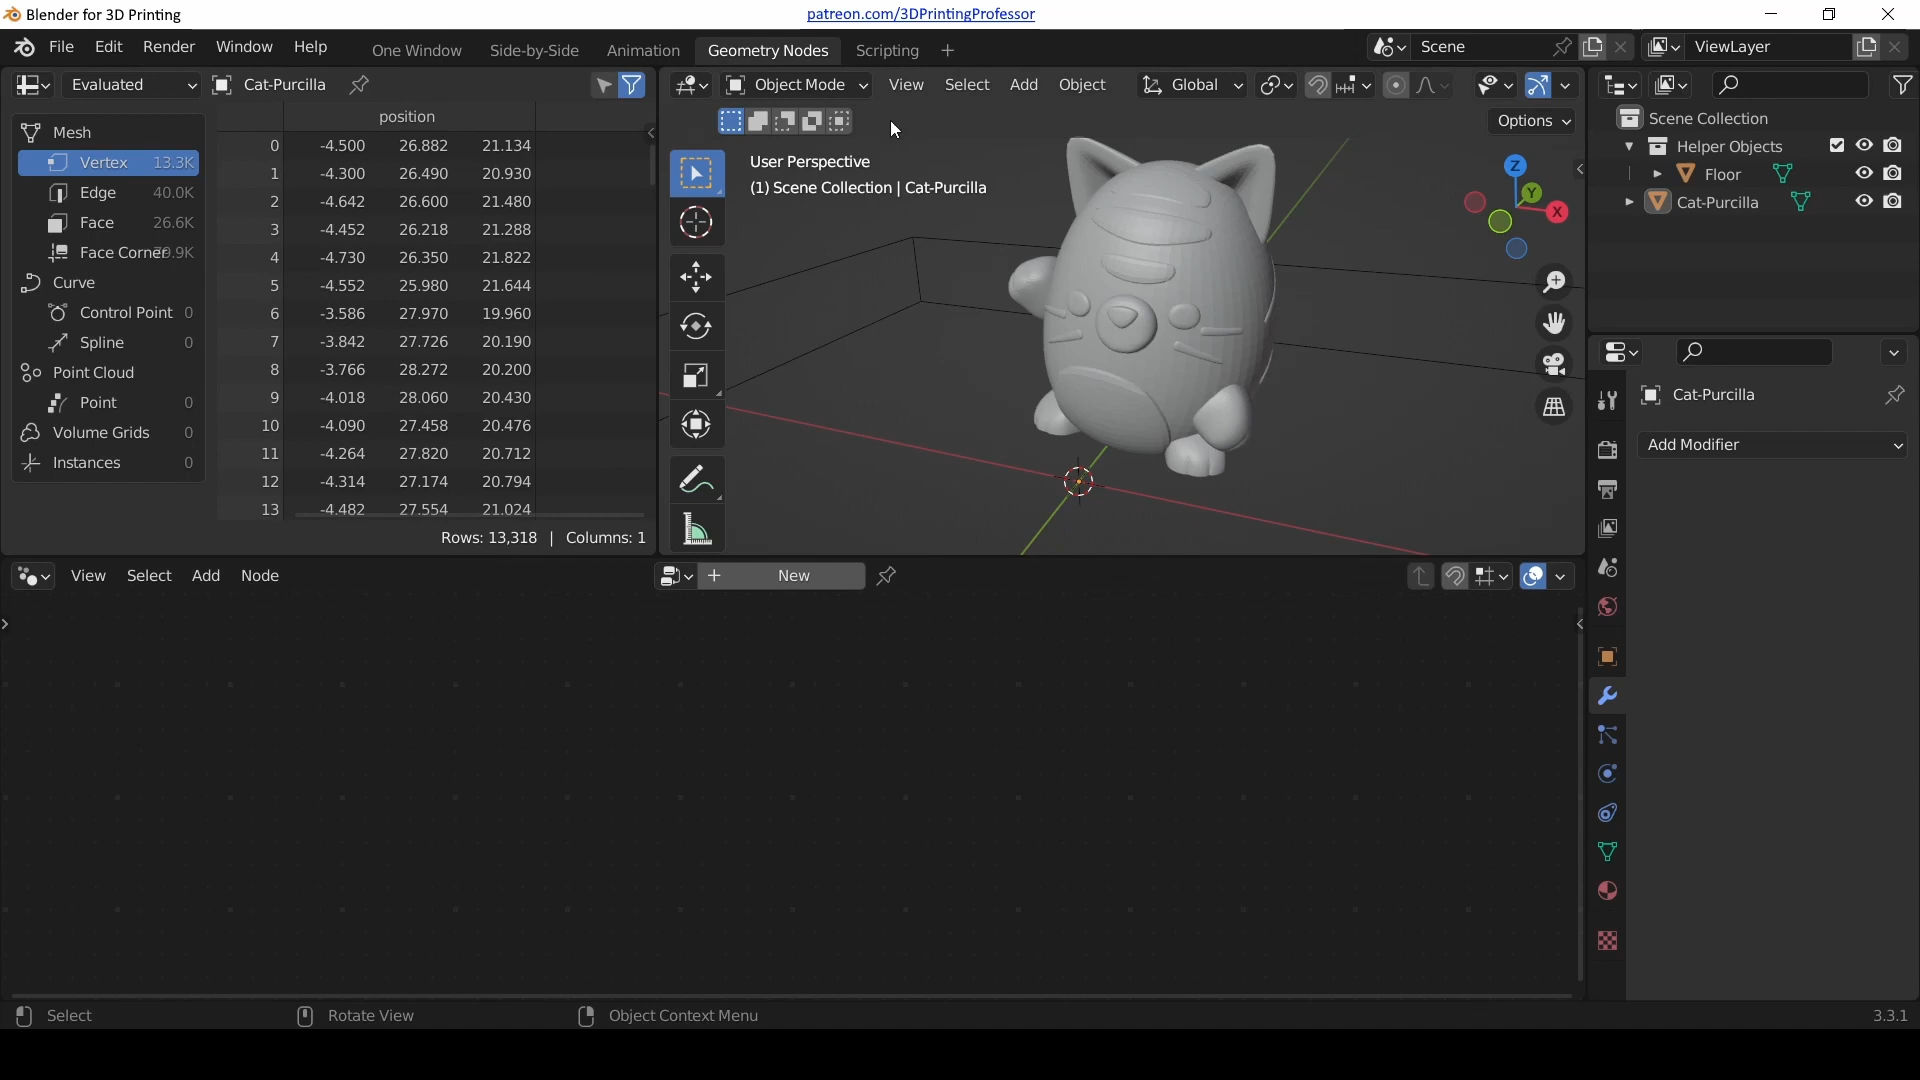 Blender for 3D Printing
patreon.com/3DPrintingProfessor
File Edit Render Window Help
One Window Side-by-Side Animation Geometry Nodes Scripting +
Scene
ViewLayer
Evaluated
Cat-Purcilla
Mesh
Vertex 13.3K
Edge 40.0K
Face 26.6K
Face Corner 79.9K
Curve
Control Point 0
Spline 0
Point Cloud
Point 0
Volume Grids 0
Instances 0
position
0 -4.500 26.882 21.134
1 -4.300 26.490 20.930
2 -4.642 26.600 21.480
3 -4.452 26.218 21.288
4 -4.730 26.350 21.822
5 -4.552 25.980 21.644
6 -3.586 27.970 19.960
7 -3.842 27.726 20.190
8 -3.766 28.272 20.200
9 -4.018 28.060 20.430
10 -4.090 27.458 20.476
11 -4.264 27.820 20.712
12 -4.314 27.174 20.794
13 -4.482 27.554 21.024
Rows: 13,318 | Columns: 1
Object Mode View Select Add Object Global
Options
User Perspective
(1) Scene Collection | Cat-Purcilla
Z
Y
X
Scene Collection
Helper Objects
Floor
Cat-Purcilla
Cat-Purcilla
Add Modifier
View Select Add Node
+ New
Select
Rotate View
Object Context Menu
3.3.1